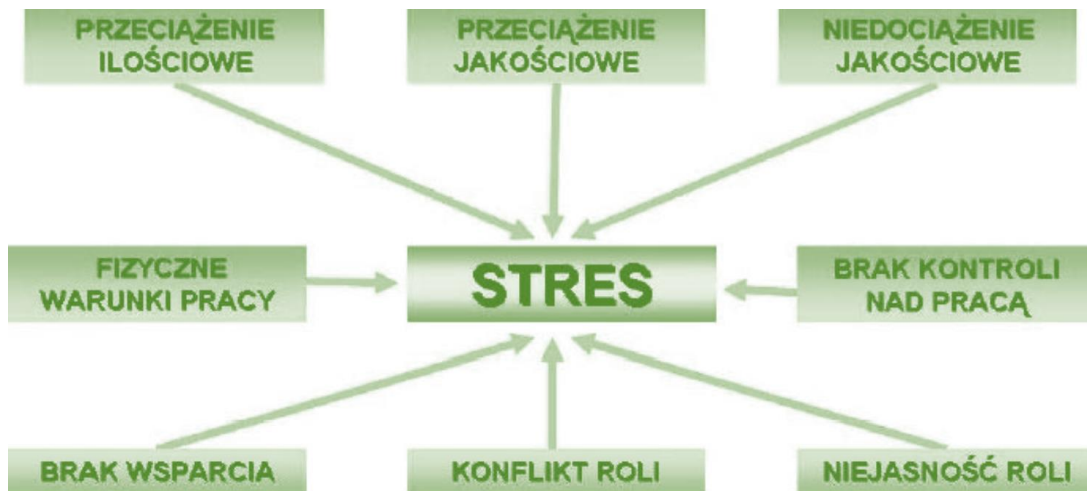 PRZECIĄŻENIE
ILOŚCIOWE
PRZECIĄŻENIE
JAKOŚCIOWE
NIEDOCIĄŻENIE
JAKOŚCIOWE
FIZYCZNE
WARUNKI PRACY
STRES
BRAK KONTROLI
NAD PRACĄ
BRAK WSPARCIA
KONFLIKT ROLI
NIEJASNOŚĆ ROLI